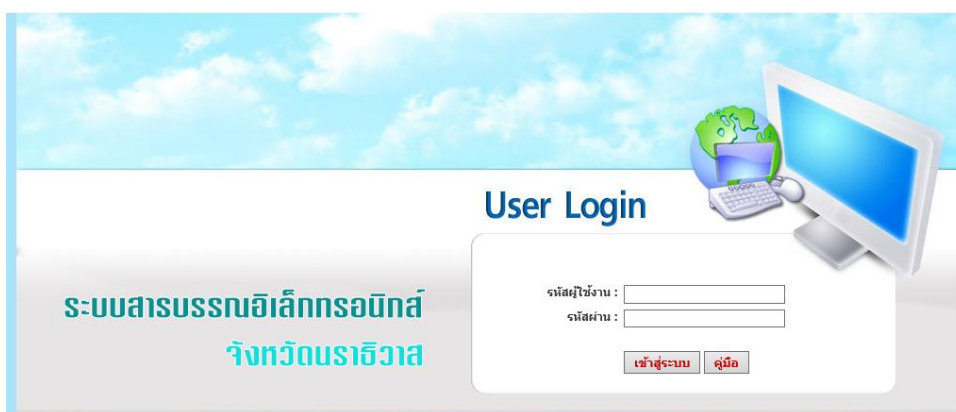 User Login
รหัสผู้ใช้งาน :
รหัสผ่าน :
ระบบสารบรรณอิเล็กทรอนิกส์
จังหวัดนราธิวาส
เข้าสู่ระบบ คู่มือ